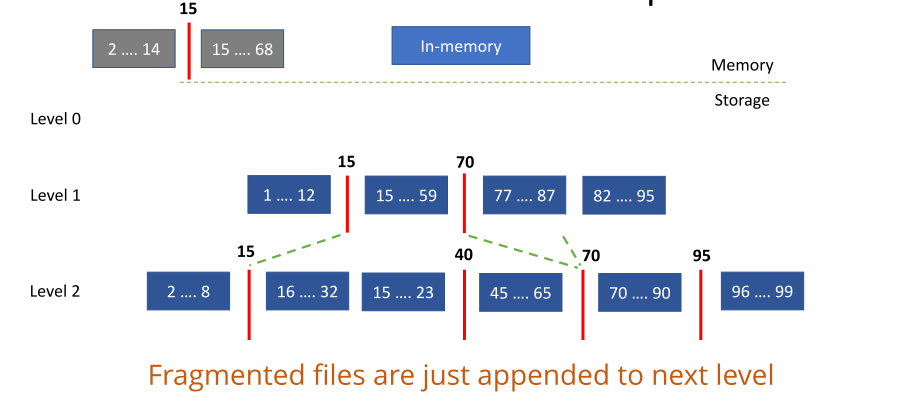 15
2 .... 14
15 .... 68
In-memory
Memory
Storage
Level 0
15
70
Level 1
1 .... 12
15 .... 59
77 .... 87
82 .... 95
15
40
70
95
Level 2
2 .... 8
16 .... 32
15 .... 23
45 .... 65
70 .... 90
96 .... 99
Fragmented files are just appended to next level